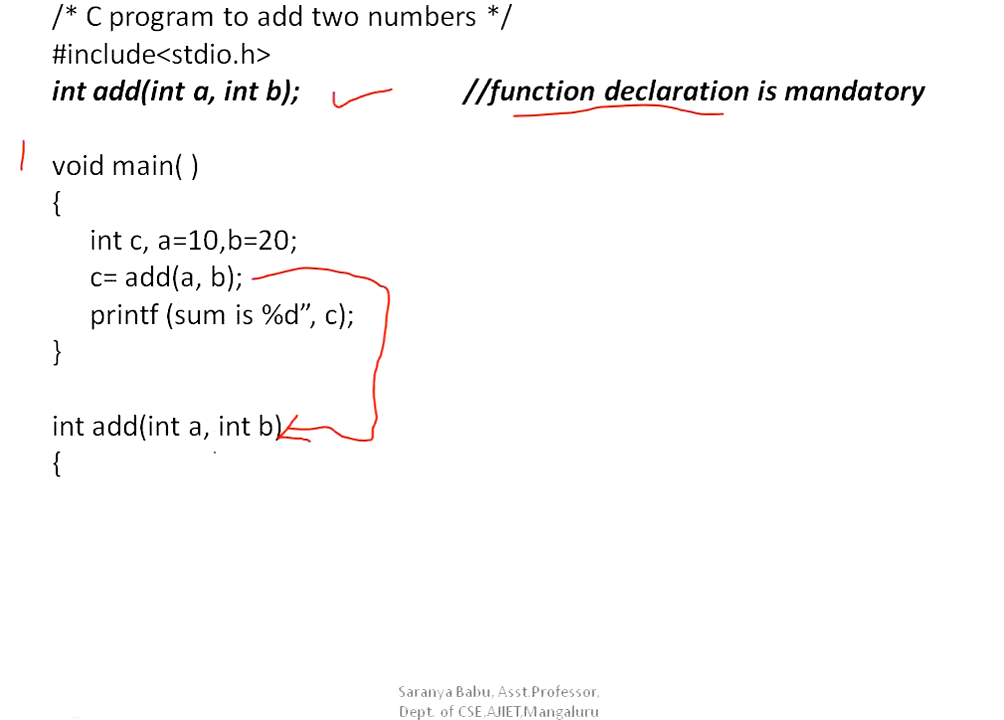 /* C program to add two numbers */
#include<stdio.h>
int add(int a, int b); //function declaration is mandatory
void main( )
{
int c, a=10,b=20;
c= add(a, b);
printf (sum is %d”, c);
}
int add(int a, int b)
{
Saranya Babu, Asst.Professor,
Dept. of CSE,AJIET,Mangaluru